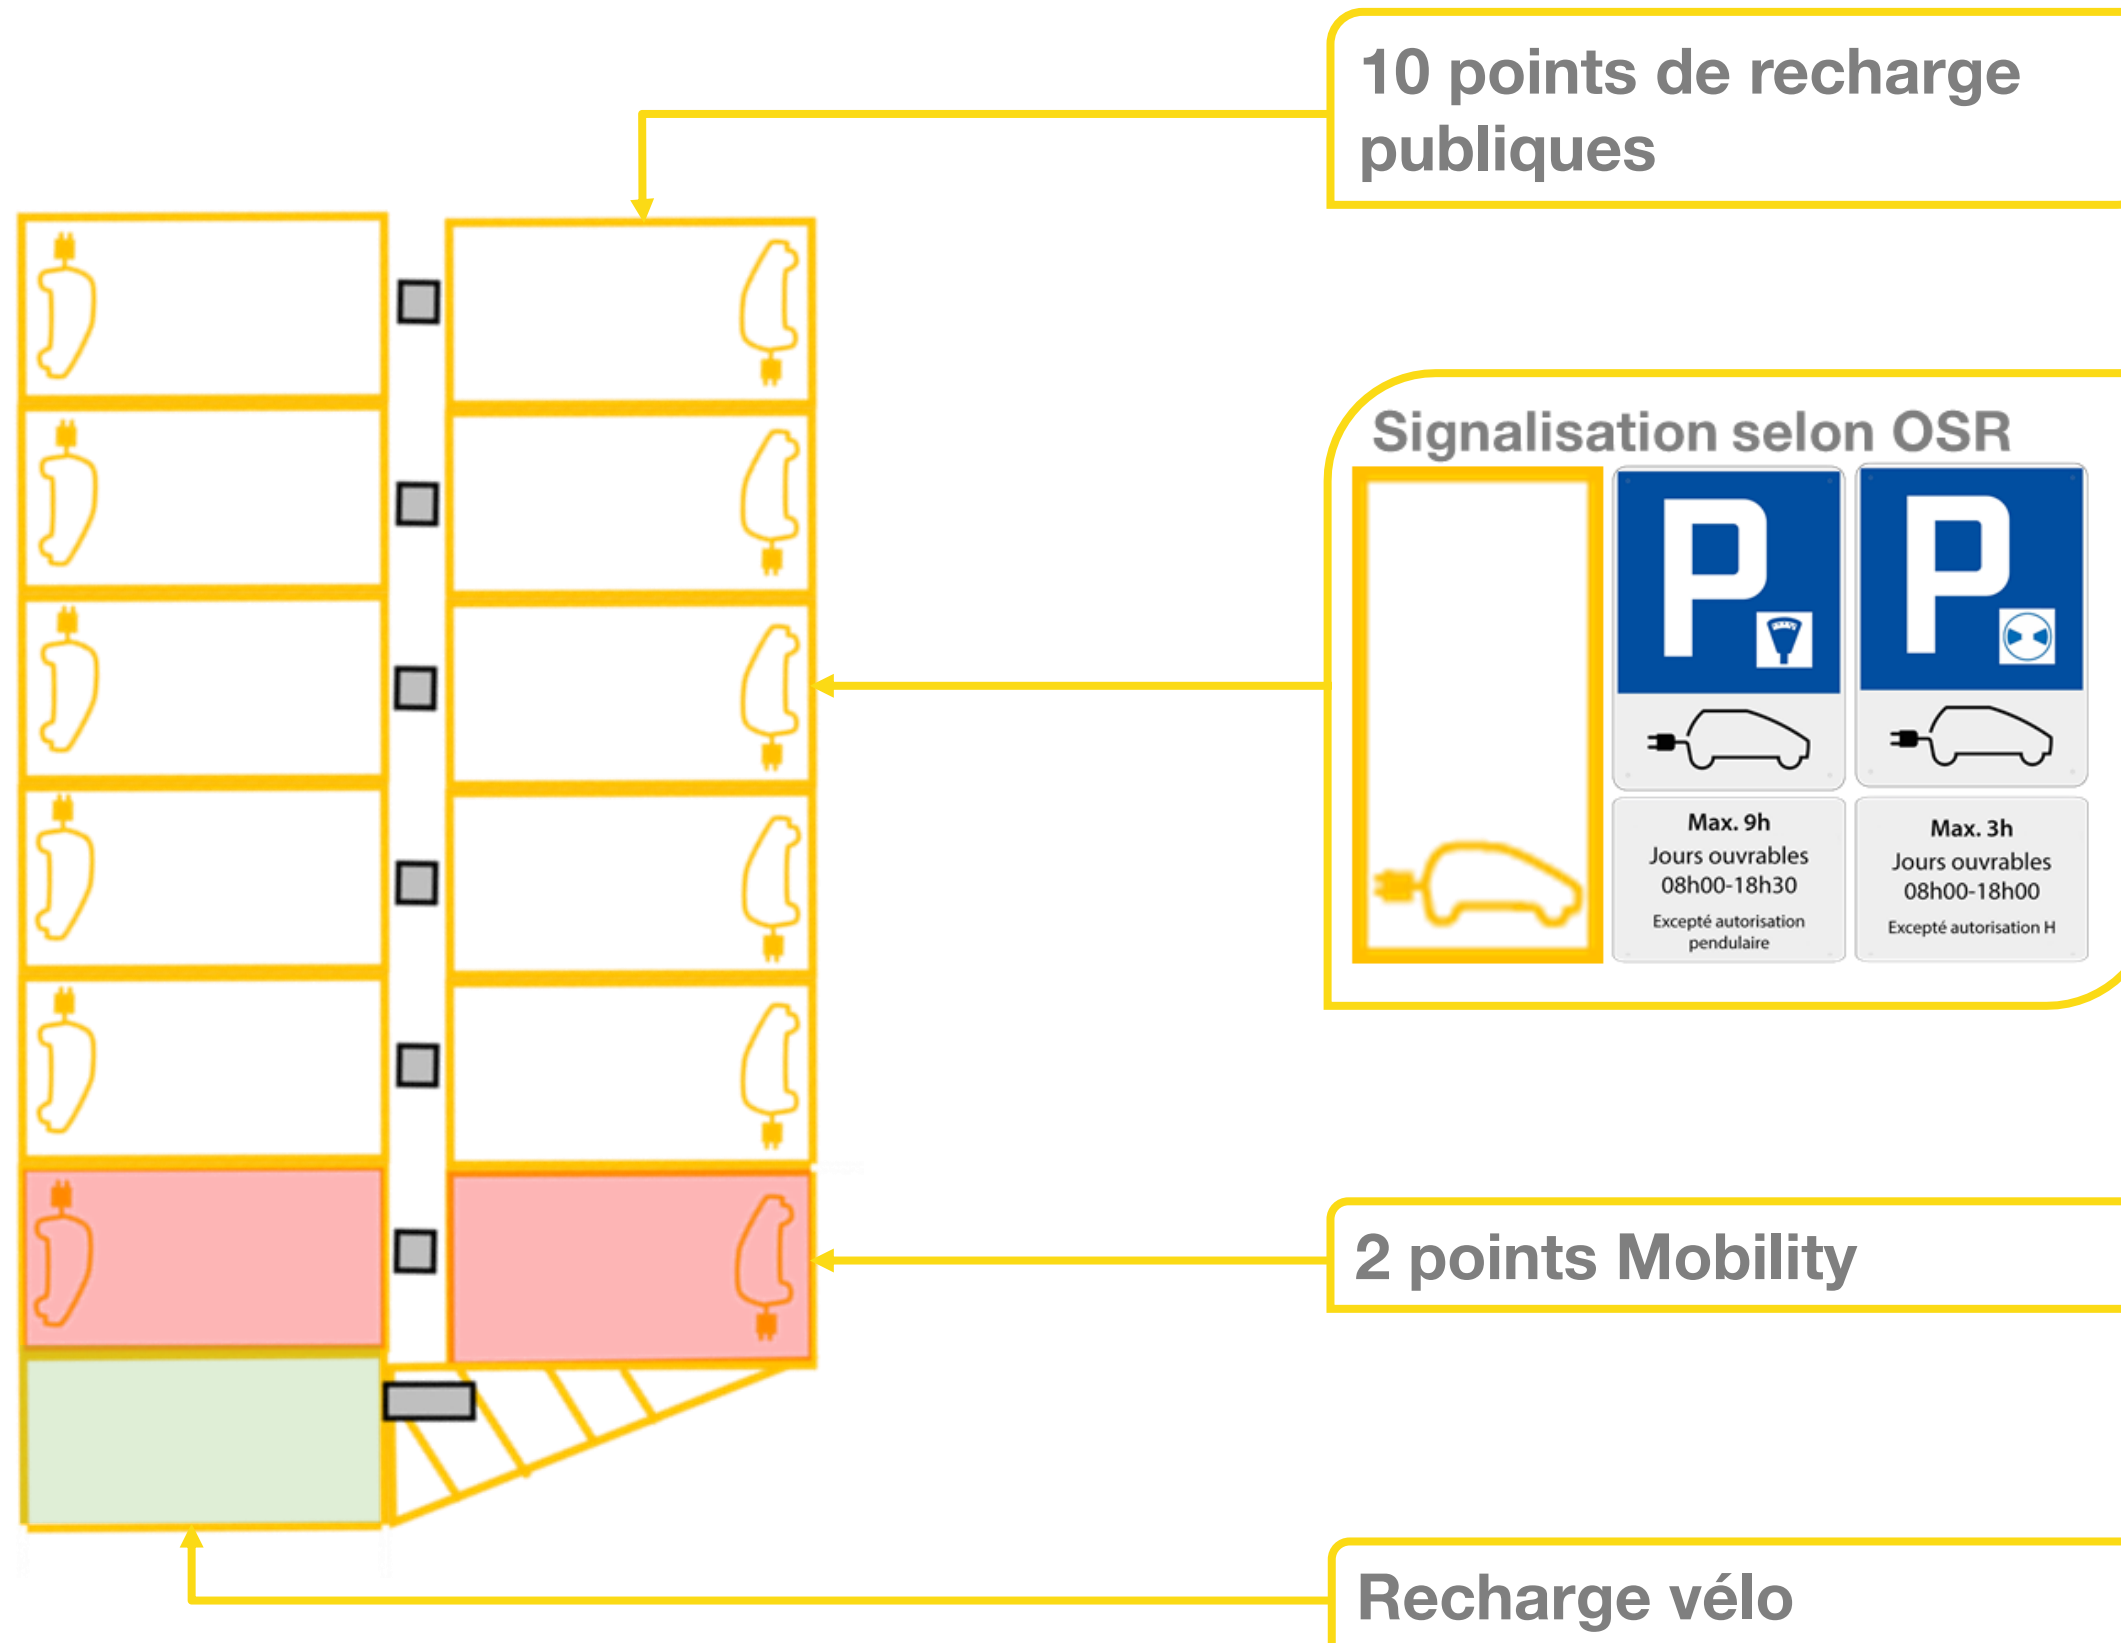 10 points de recharge
publiques
Signalisation selon OSR
P
P
Max. 9h
Jours ouvrables
08h00-18h30
Excepté autorisation
pendulaire
Max. 3h
Jours ouvrables
08h00-18h00
Excepté autorisation H
2 points Mobility
Recharge vélo